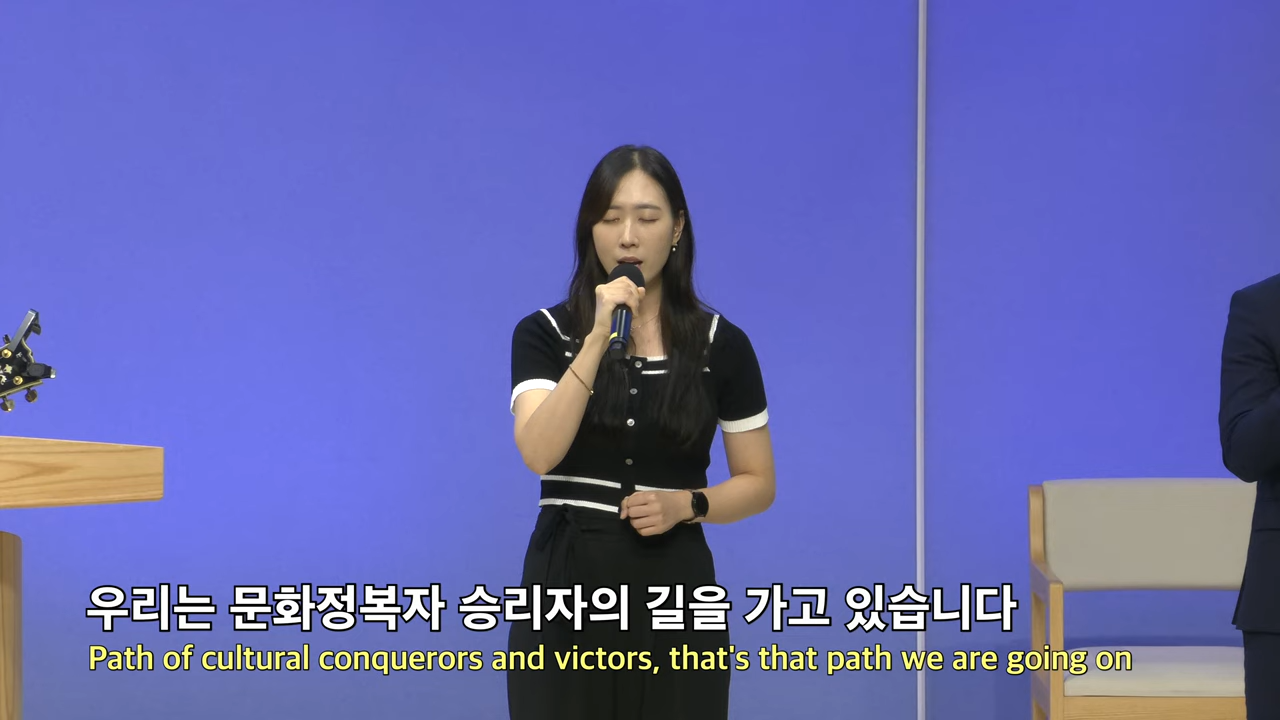 우리는 문화정복자 승리자의 길을 가고 있습니다
Path of cultural conquerors and victors, that's that path we are going on